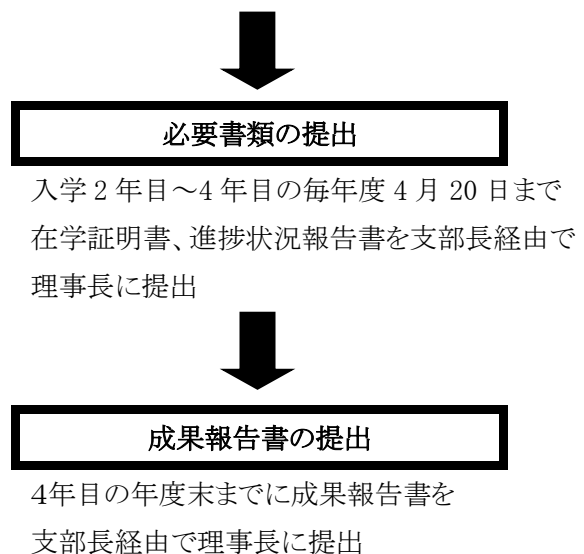 必要書類の提出
入学2年目～4年目の毎年度4月20日まで
在学証明書、進捗状況報告書を支部長経由で
理事長に提出
成果報告書の提出
4年目の年度末までに成果報告書を
支部長経由で理事長に提出